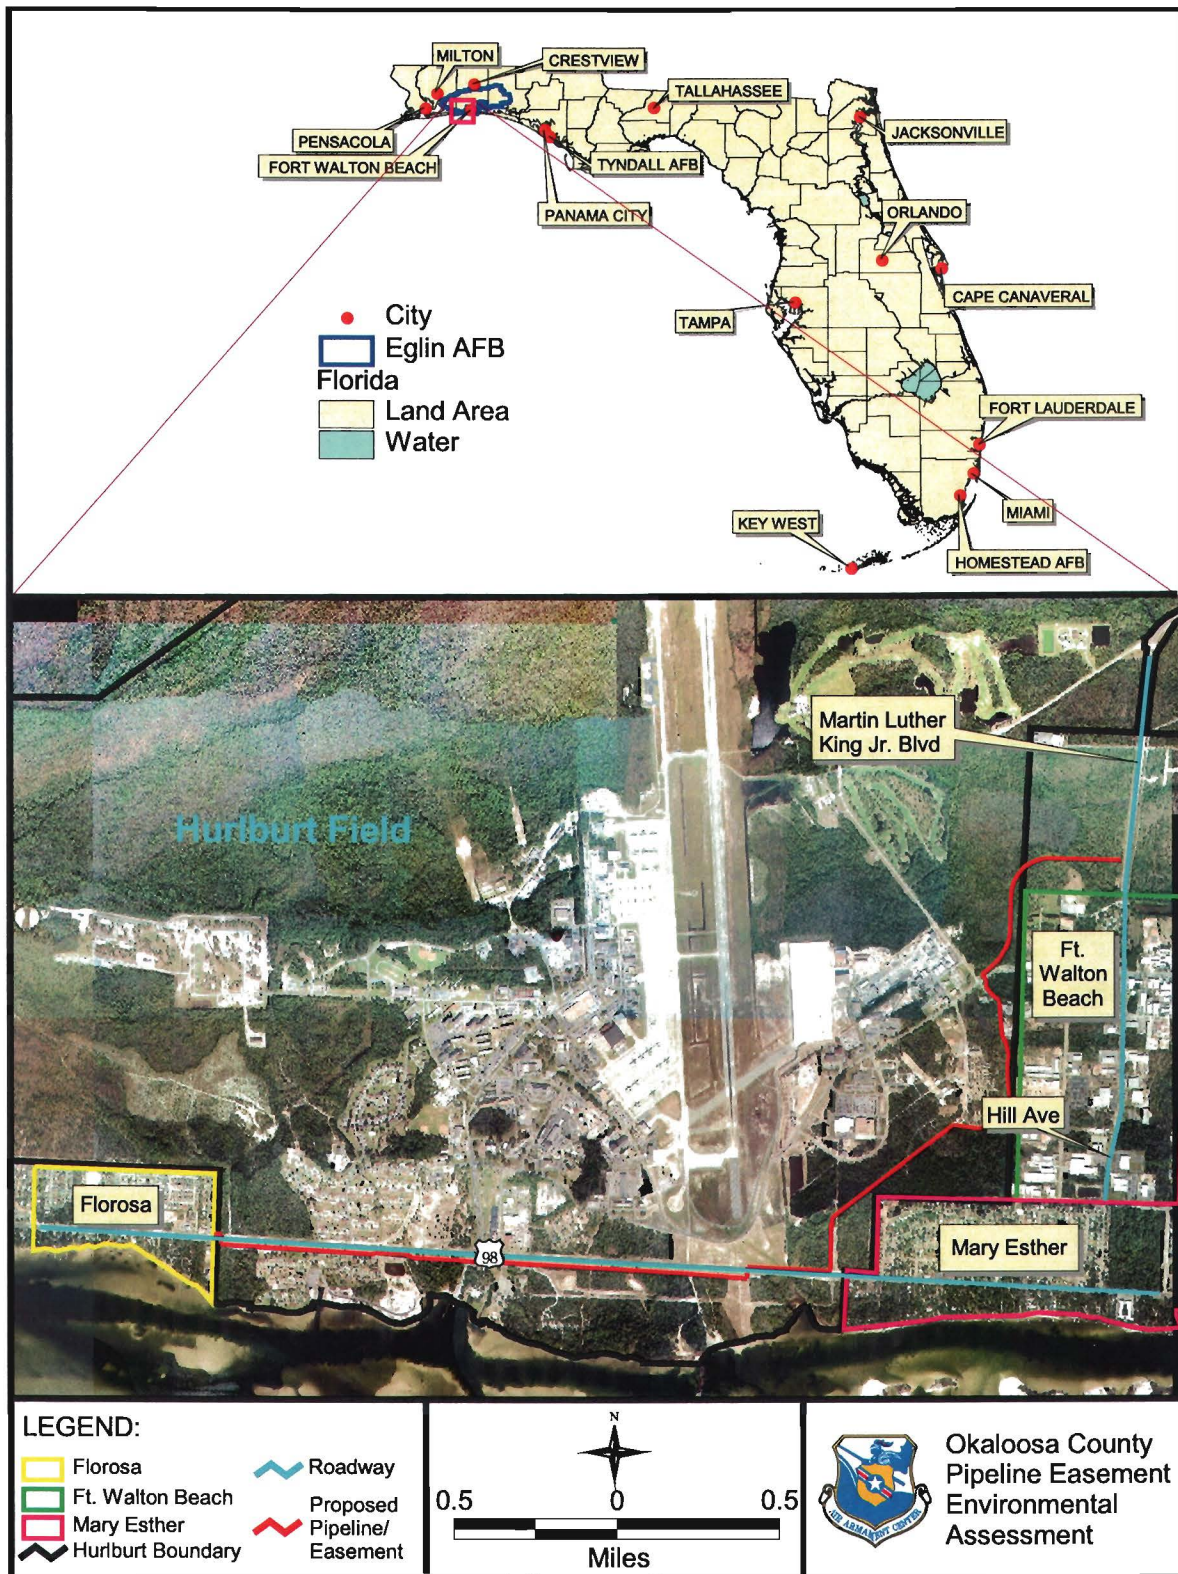 MILTON
CRESTVIEW
TALLAHASSEE
JACKSONVILLE
PENSACOLA
FORT WALTON BEACH
TYNDALL AFB
PANAMA CITY
ORLANDO
CAPE CANAVERAL
TAMPA
City
Eglin AFB
Florida
Land Area
Water
FORT LAUDERDALE
MIAMI
KEY WEST
HOMESTEAD AFB
Martin Luther
King Jr. Blvd
Hurlburt Field
Ft.
Walton
Beach
Hill Ave
Florosa
98
Mary Esther
LEGEND:
Florosa
Ft. Walton Beach
Mary Esther
Hurlburt Boundary
Roadway
Proposed
Pipeline/
Easement
N
0.5 0 0.5
Miles
AIR ARMAMENT CENTER
Okaloosa County
Pipeline Easement
Environmental
Assessment